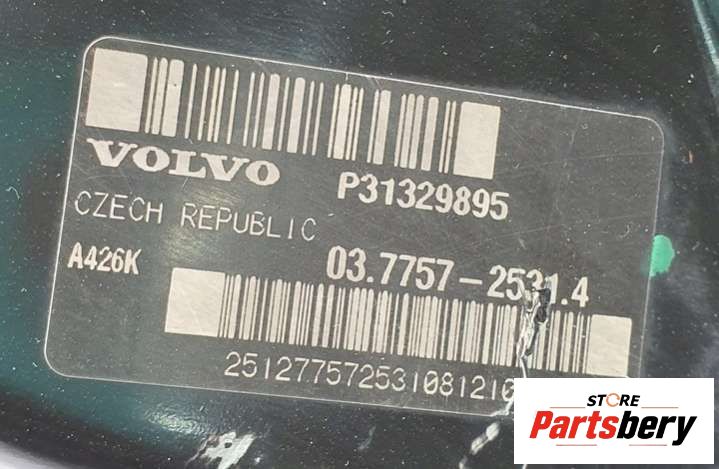 VOLVO
P31329895
CZECH REPUBLIC
A426K
03.7757-2531.4
STORE
Partsbery